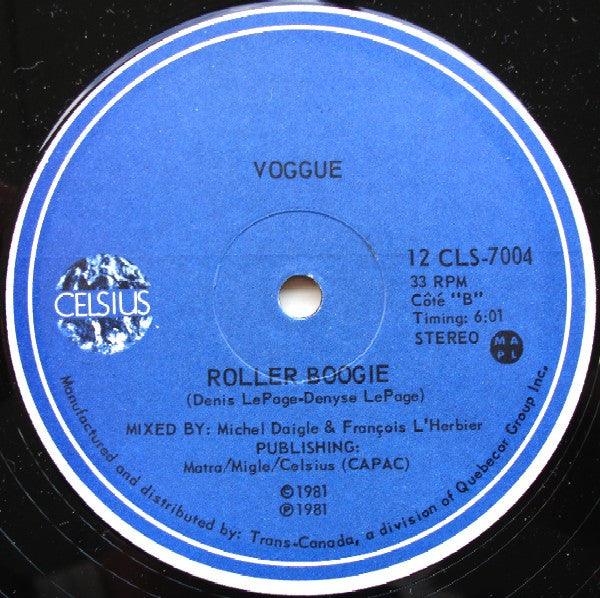 VOGGUE
CELSIUS
12 CLS-7004
33 RPM
Côté "B"
Timing: 6:01
STEREO
M A
P L
ROLLER BOOGIE
(Denis LePage-Denyse LePage)
MIXED BY: Michel Daigle & François L'Herbier
PUBLISHING:
Matra/Migle/Celsius (CAPAC)
©1981
℗1981
Manufactured and distributed by: Trans-Canada, a division of Quebecor Group Inc.